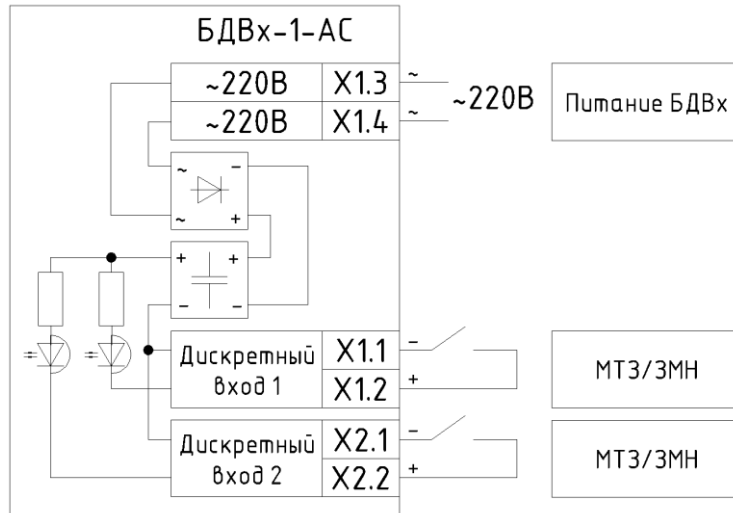 БДВх-1-АС
~220В X1.3 ~
~220В X1.4 ~
~220В
Питание БДВх
~ -
~ +
+ +
- -
Дискретный
вход 1
X1.1 -
X1.2 +
МТЗ/ЗМН
Дискретный
вход 2
X2.1 -
X2.2 +
МТЗ/ЗМН